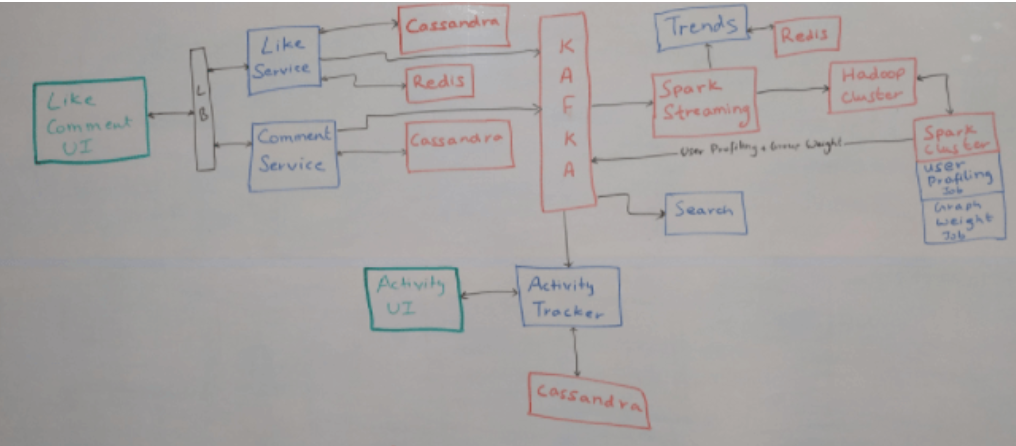 Like
Comment
UI
L
B
Like
Service
Cassandra
Redis
Comment
Service
Cassandra
K
A
F
K
A
Trends
Redis
Spark
Streaming
Hadoop
Cluster
Spark
Cluster
User
Profiling
Job
Graph
Weight
Job
User Profiling + Group Weight
Search
Activity
UI
Activity
Tracker
Cassandra